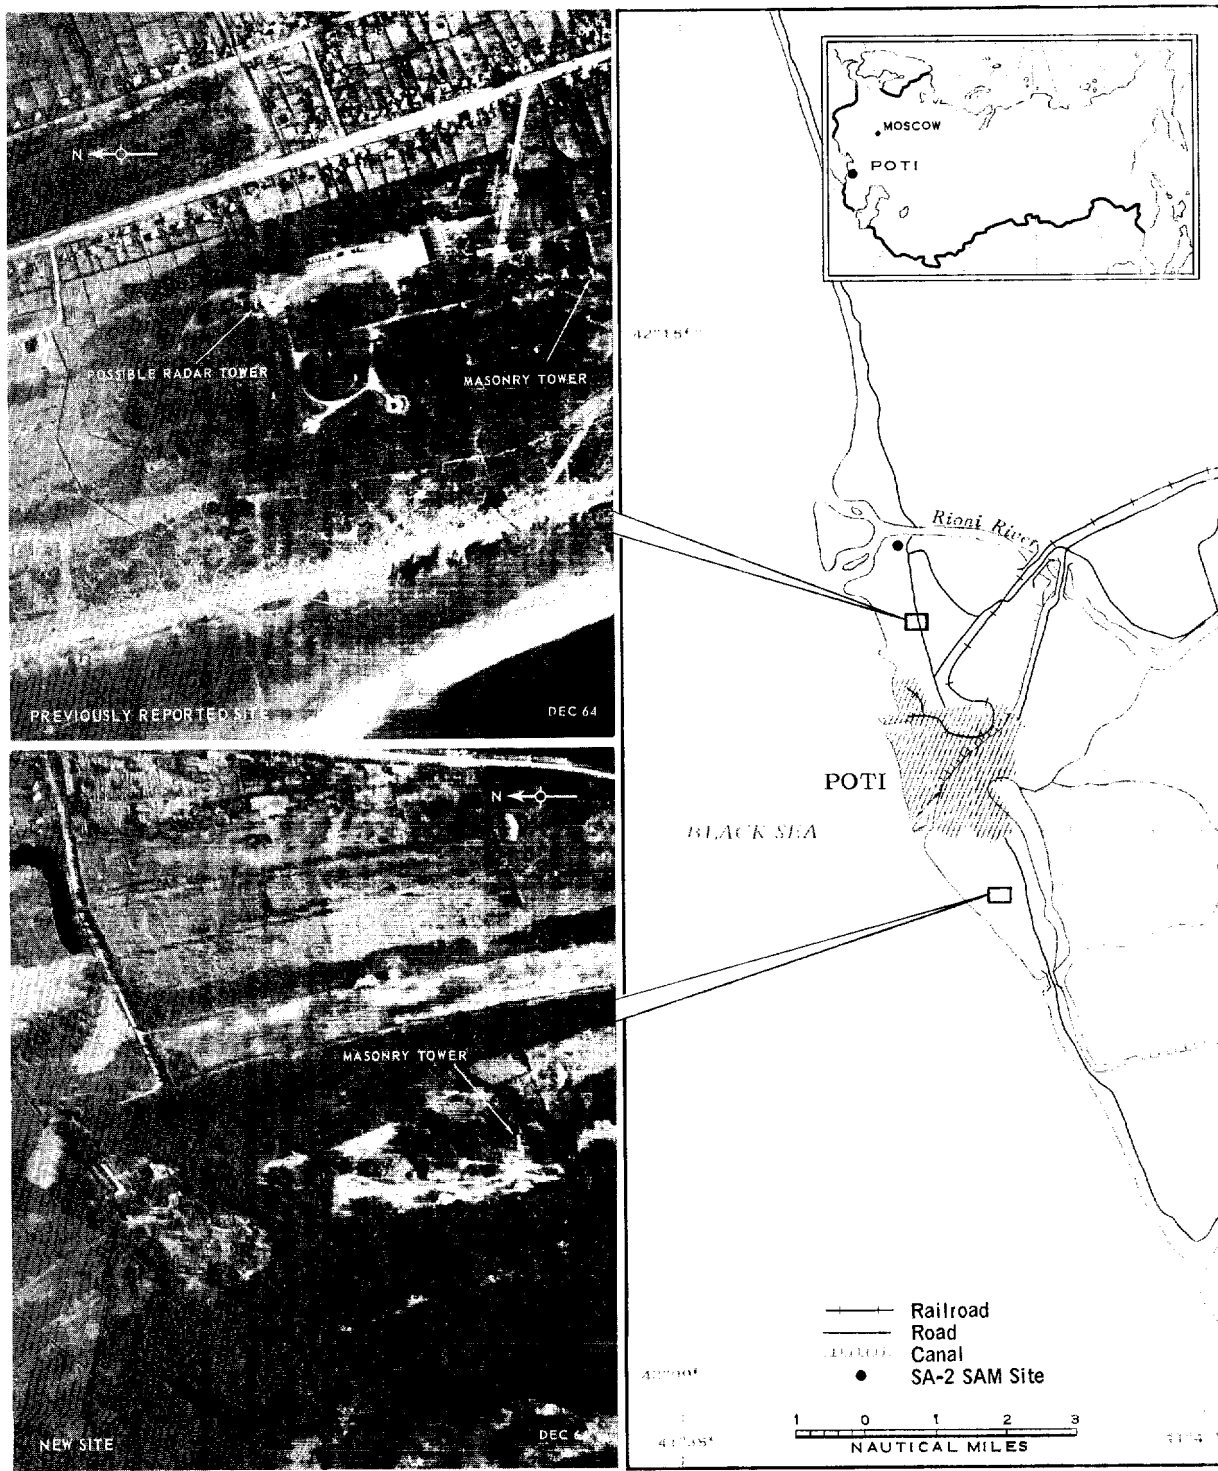 N
POSSIBLE RADAR TOWER
MASONRY TOWER
PREVIOUSLY REPORTED SITE
DEC 64
N
MASONRY TOWER
NEW SITE
DEC
MOSCOW
POTI
Rioni River
POTI
BLACK SEA
Railroad
Road
Canal
SA-2 SAM Site
1 0 1 2 3
NAUTICAL MILES